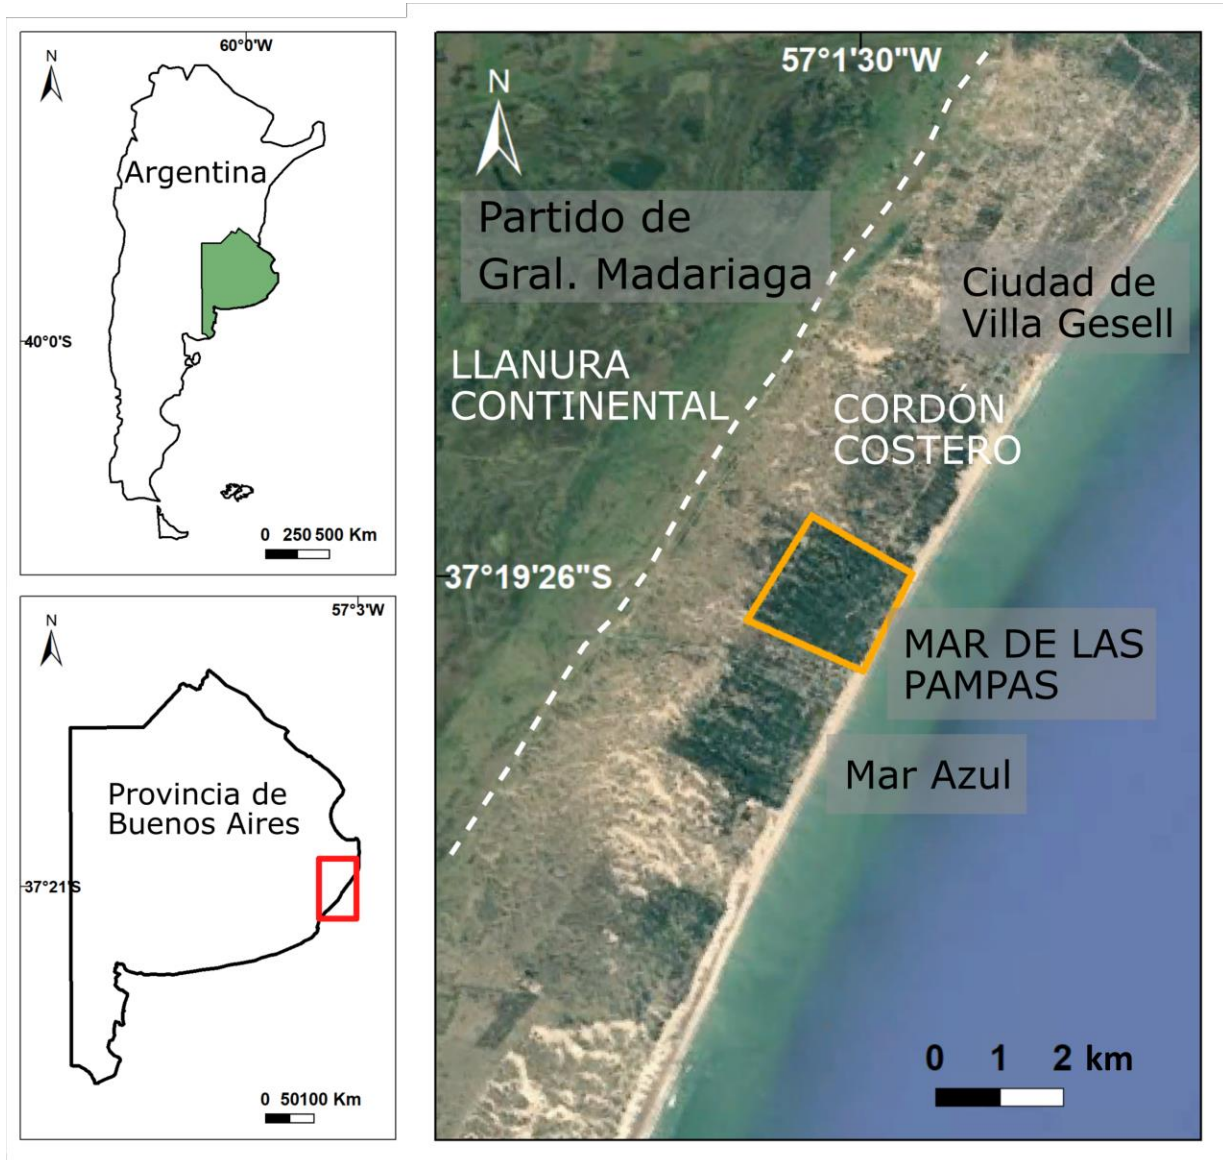 60°0'W
N
Argentina
40°0'S
0 250 500 Km
57°3'W
N
Provincia de
Buenos Aires
37°21'S
0 50100 Km
57°1'30"W
N
Partido de
Gral. Madariaga
Ciudad de
Villa Gesell
LLANURA
CONTINENTAL
CORDÓN
COSTERO
37°19'26"S
MAR DE LAS
PAMPAS
Mar Azul
0 1 2 km